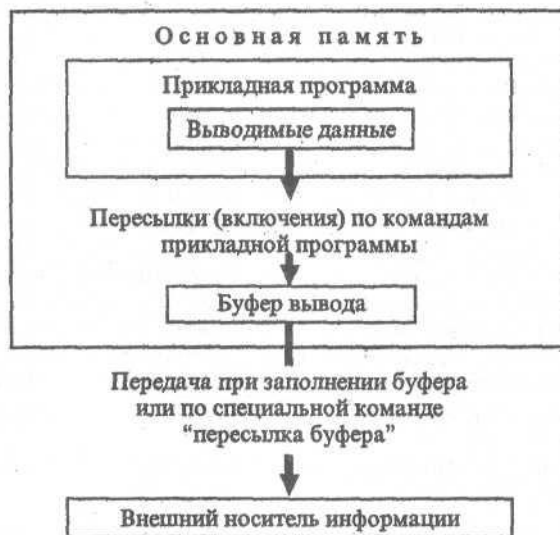 Основная память
Прикладная программа
Выводимые данные
Пересылки (включения) по командам
прикладной программы
Буфер вывода
Передача при заполнении буфера
или по специальной команде
“пересылка буфера”
Внешний носитель информации